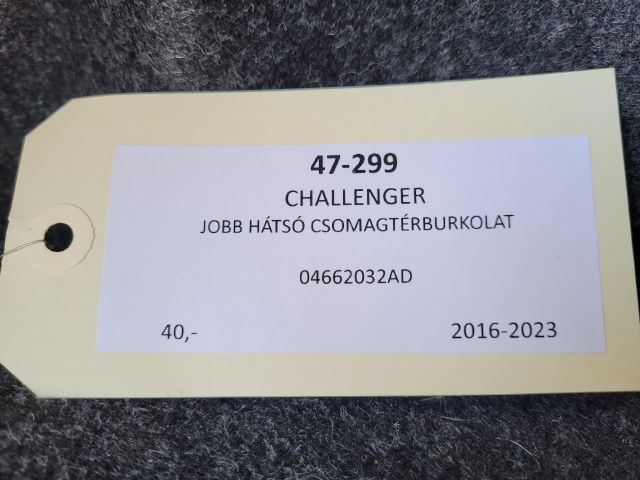 47-299
CHALLENGER
JOBB HÁTSÓ CSOMAGTÉRBURKOLAT
04662032AD
40,- 2016-2023